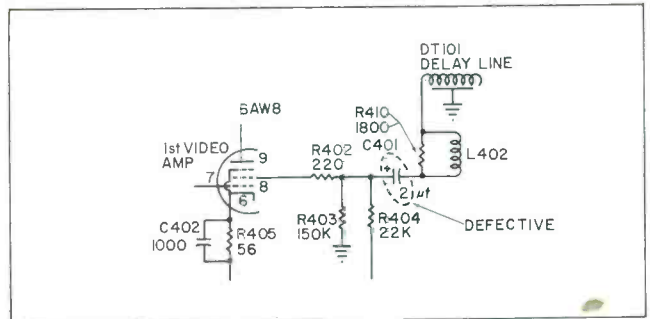 DT101
DELAY LINE
6AW8
R410
1800
C401
1st VIDEO
AMP
9
R402
220
L402
7
8
+
6
2 µf
C402
1000
R405
56
R403
150K
R404
22K
DEFECTIVE